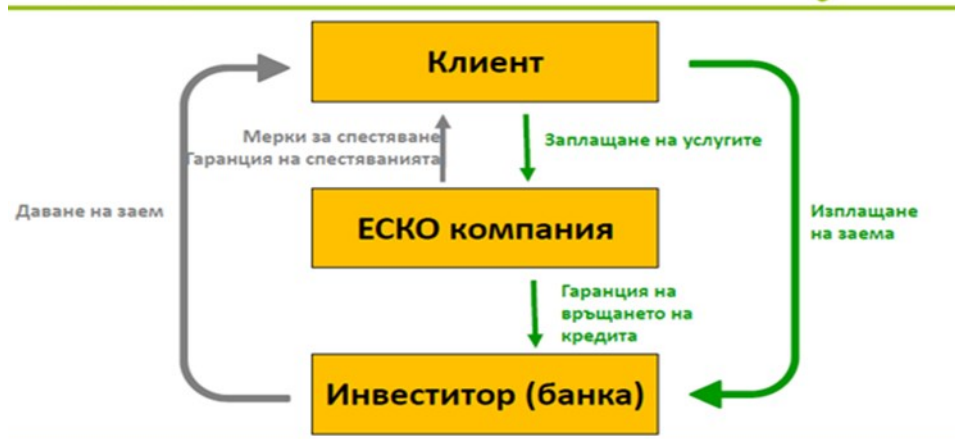 Клиент
Мерки за спестяване
Гаранция на спестяванията
Заплащане на услугите
Даване на заем
ЕСКО компания
Изплащане
на заема
Гаранция на
връщането на
кредита
Инвеститор (банка)